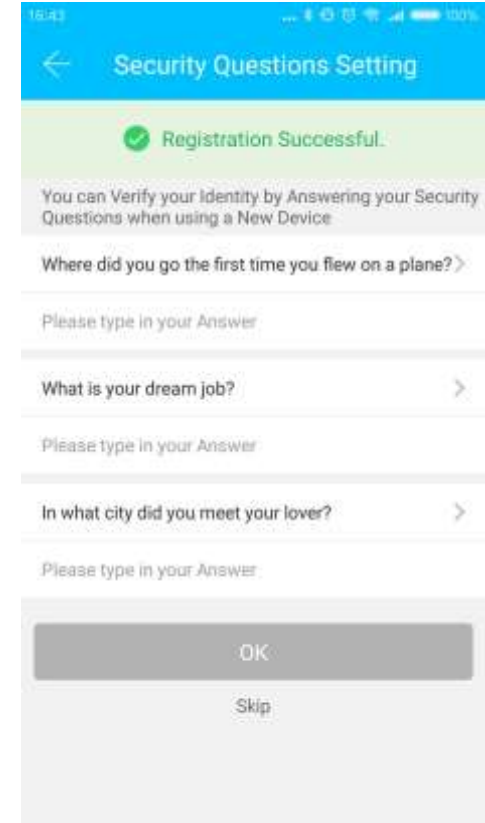 16:43 ... 100%
Security Questions Setting
Registration Successful.
You can Verify your Identity by Answering your Security
Questions when using a New Device
Where did you go the first time you flew on a plane?
Please type in your Answer
What is your dream job?
Please type in your Answer
In what city did you meet your lover?
Please type in your Answer
OK
Skip